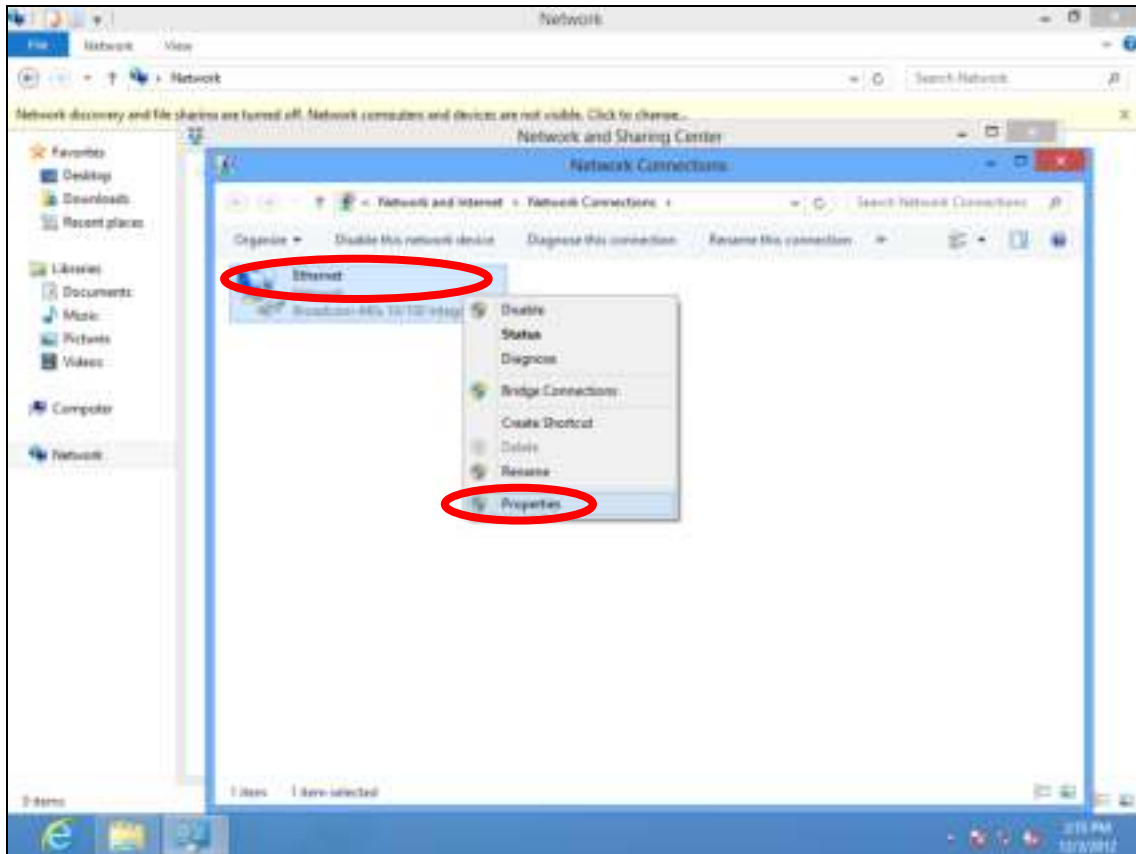 Network
File Network View
Network
Search Network
Network discovery and file sharing are turned off. Network computers and devices are not visible. Click to change...
Network and Sharing Center
Favorites
Desktop
Downloads
Recent places
Libraries
Documents
Music
Pictures
Videos
Computer
Network
Network Connections
Network and Internet Network Connections
Search Network Connections
Organize Disable this network device Diagnose this connection Rename this connection
Ethernet
Network
Disable
Status
Diagnose
Bridge Connections
Create Shortcut
Delete
Rename
Properties
1 item 1 item selected
0 items